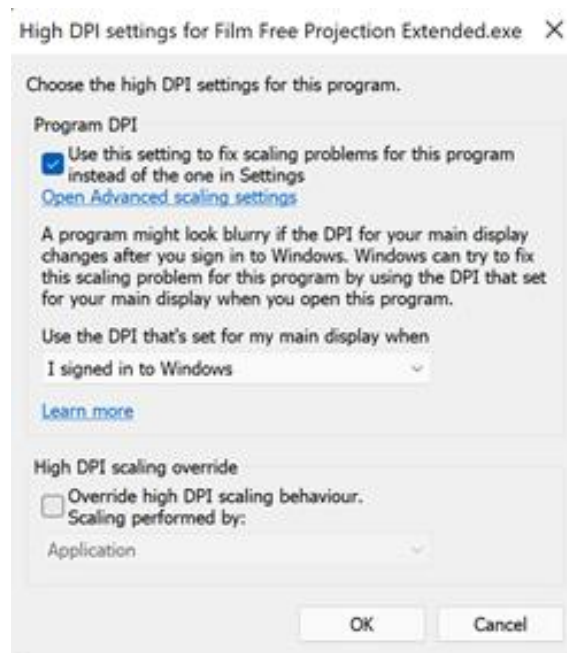 High DPI settings for Film Free Projection Extended.exe
Choose the high DPI settings for this program.
Program DPI
Use this setting to fix scaling problems for this program
instead of the one in Settings
Open Advanced scaling settings
A program might look blurry if the DPI for your main display
changes after you sign in to Windows. Windows can try to fix
this scaling problem for this program by using the DPI that set
for your main display when you open this program.
Use the DPI that's set for my main display when
I signed in to Windows
Learn more
High DPI scaling override
Override high DPI scaling behaviour.
Scaling performed by:
Application
OK
Cancel